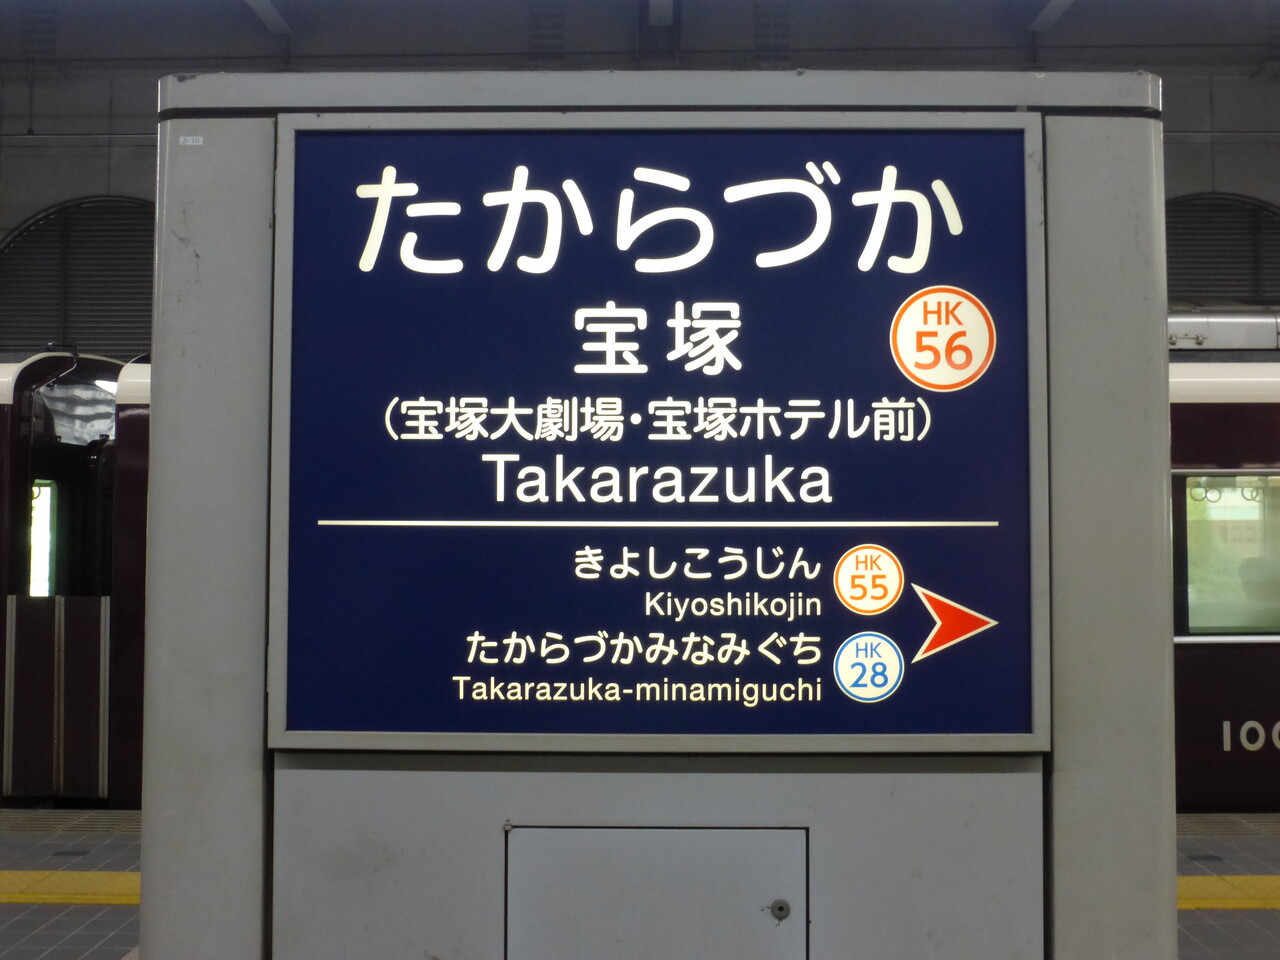 たからづか
宝塚
HK
56
(宝塚大劇場・宝塚ホテル前)
Takarazuka
きよしこうじん
Kiyoshikojin
HK
55
たからづかみなみぐち
Takarazuka-minamiguchi
HK
28
100